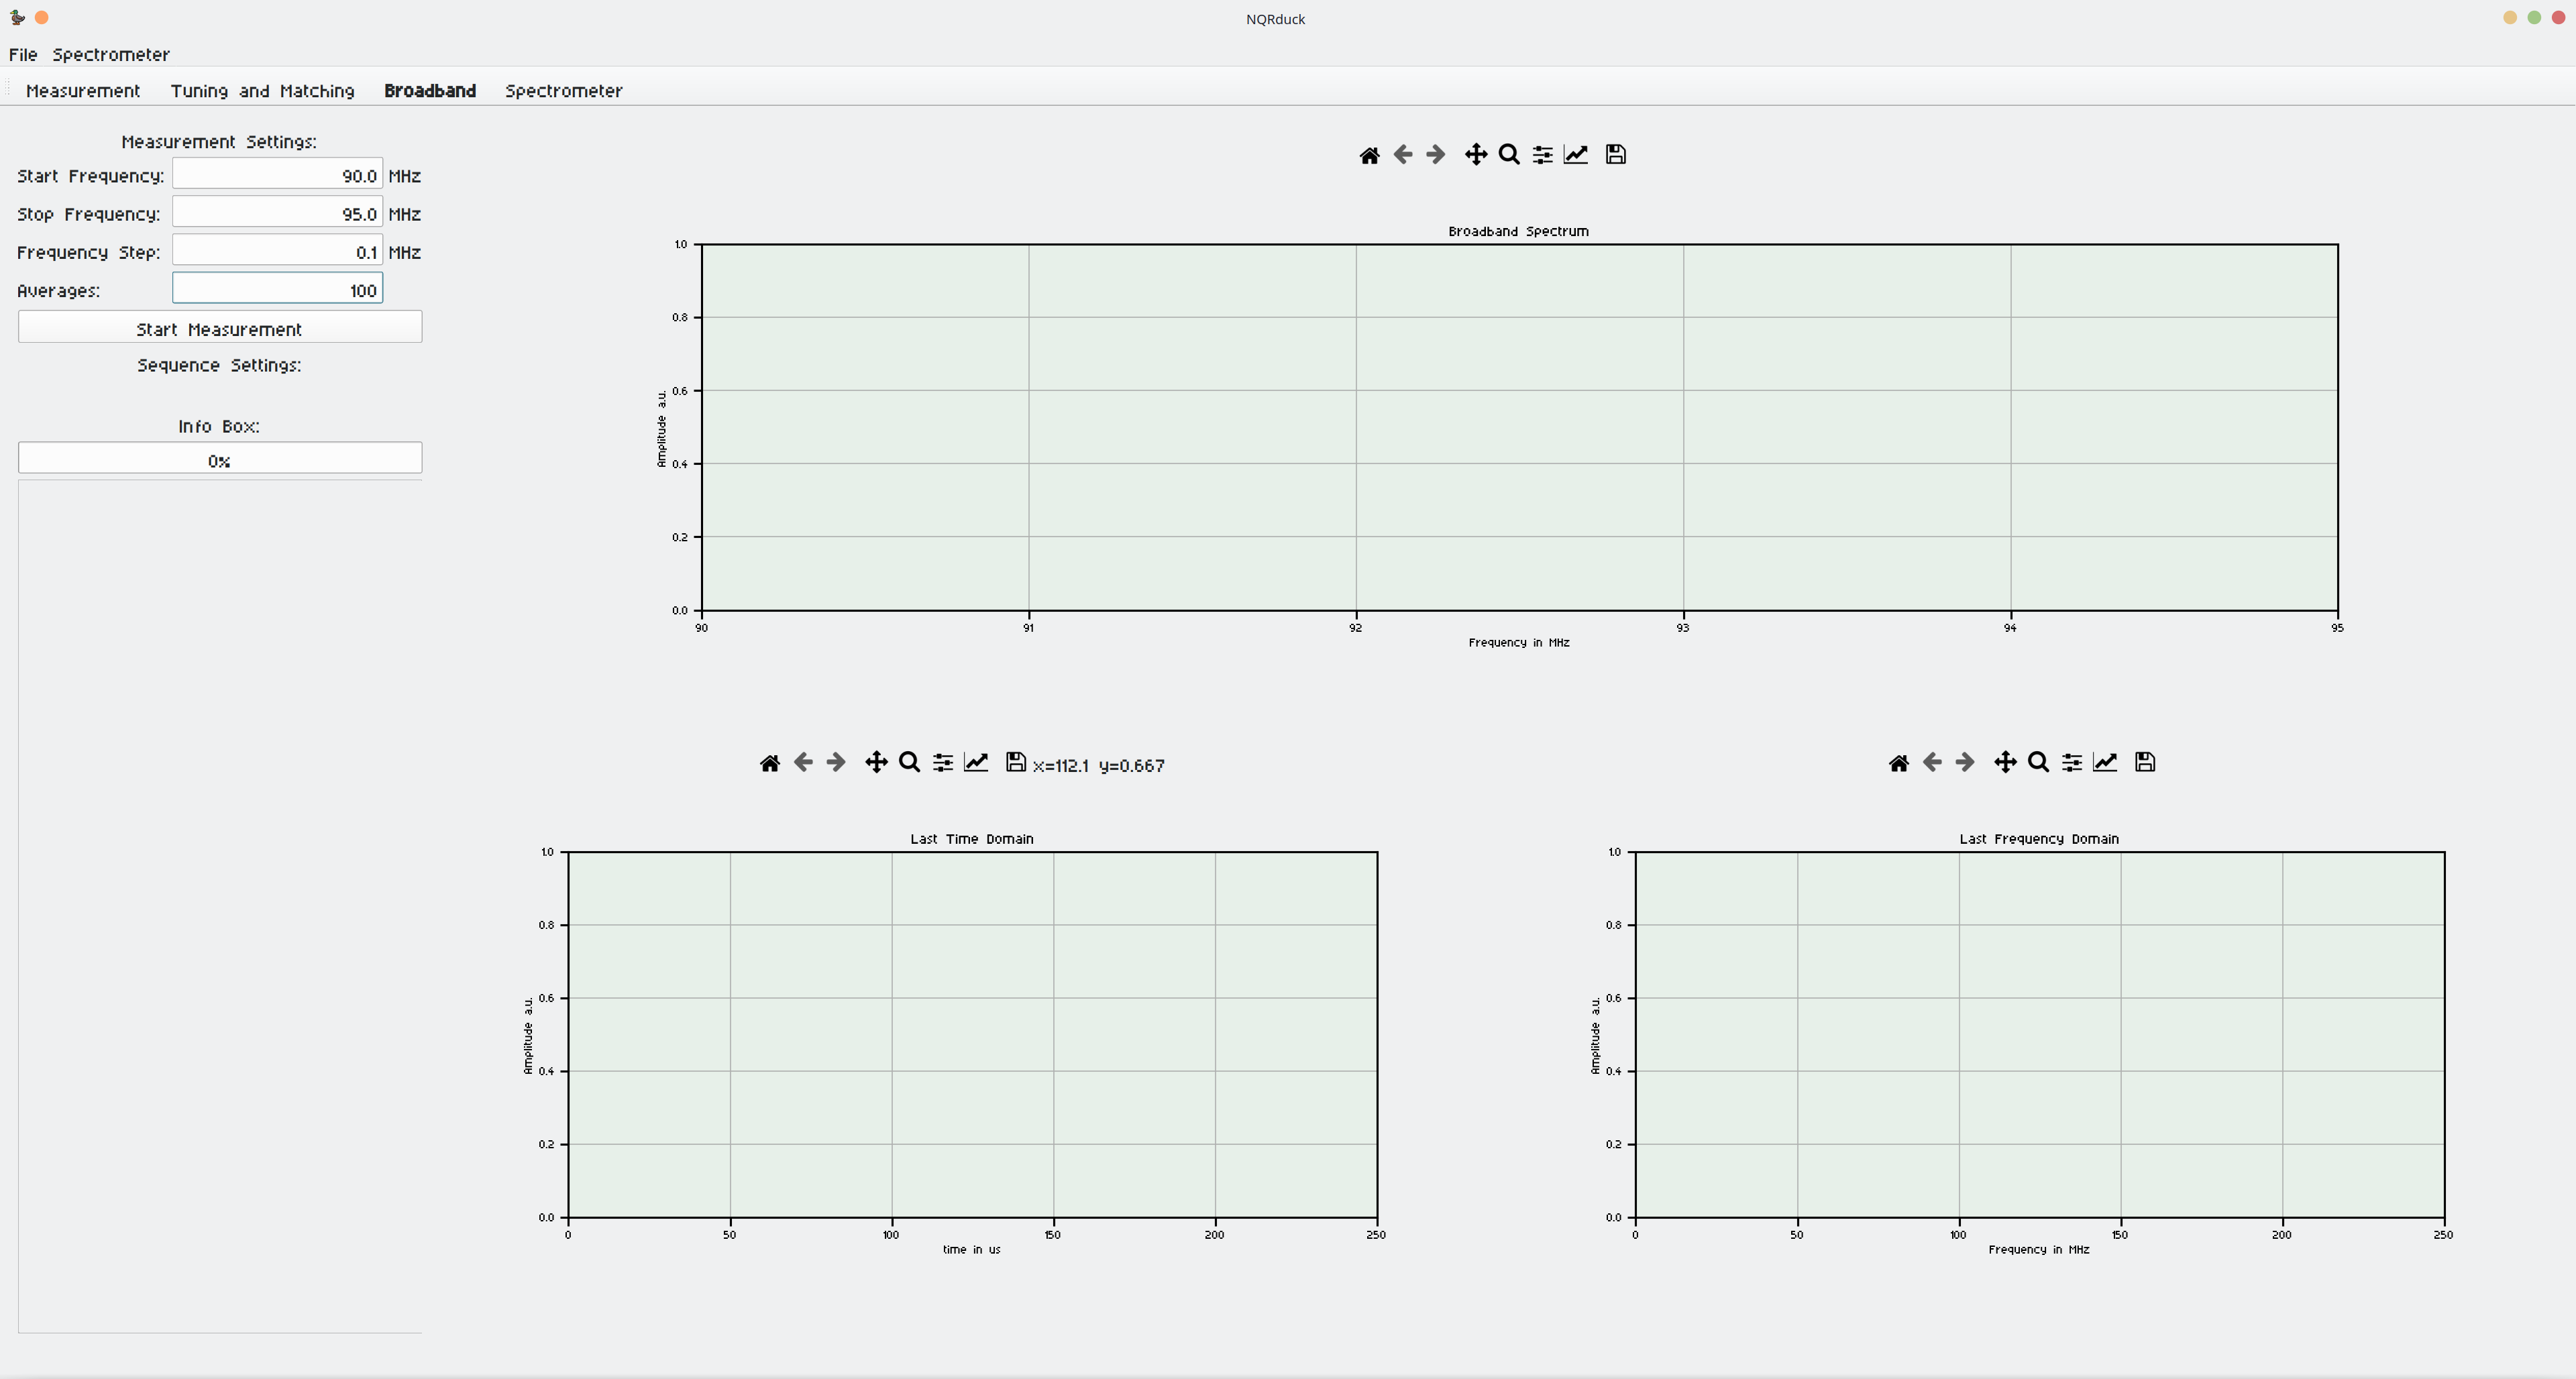 NQRduck
File Spectrometer
Measurement Tuning and Matching Broadband Spectrometer
Measurement Settings:
Start Frequency: 90.0 MHz
Stop Frequency: 95.0 MHz
Frequency Step: 0.1 MHz
Averages: 100
Start Measurement
Sequence Settings:
Info Box:
0%
Broadband Spectrum
1.0
0.8
0.6
0.4
0.2
0.0
Amplitude a.u.
90 91 92 93 94 95
Frequency in MHz
x=112.1 y=0.667
Last Time Domain
1.0
0.8
0.6
0.4
0.2
0.0
Amplitude a.u.
0 50 100 150 200 250
time in us
Last Frequency Domain
1.0
0.8
0.6
0.4
0.2
0.0
Amplitude a.u.
0 50 100 150 200 250
Frequency in MHz